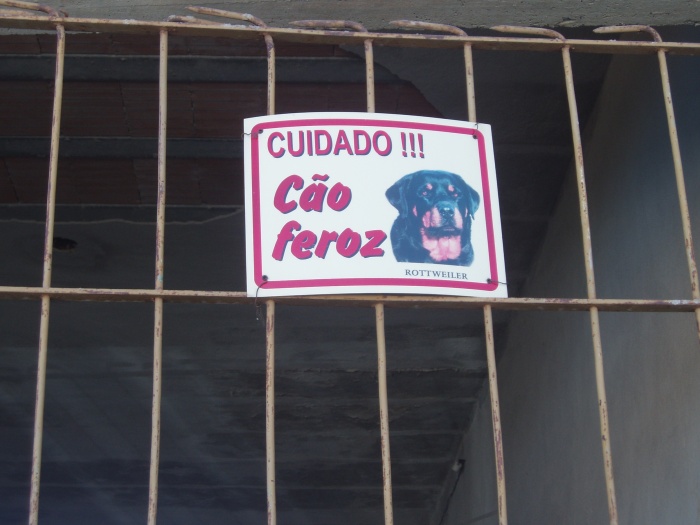 CUIDADO !!!
Cão
feroz
ROTTWEILER